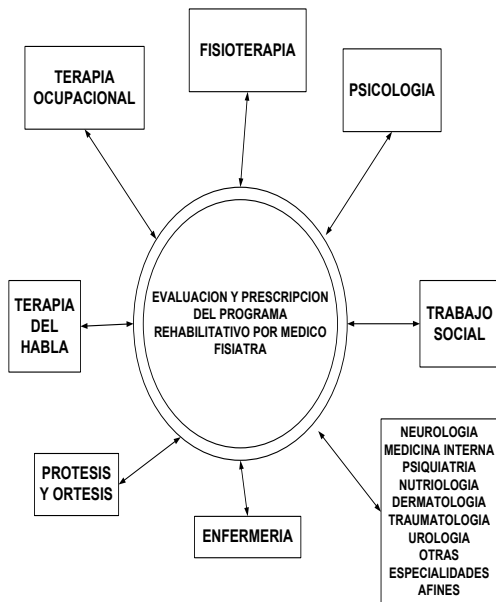 FISIOTERAPIA
TERAPIA
OCUPACIONAL
PSICOLOGIA
EVALUACION Y PRESCRIPCION
DEL PROGRAMA
REHABILITATIVO POR MEDICO
FISIATRA
TERAPIA
DEL
HABLA
TRABAJO
SOCIAL
PROTESIS
Y ORTESIS
ENFERMERIA
NEUROLOGIA
MEDICINA INTERNA
PSIQUIATRIA
NUTRIOLOGIA
DERMATOLOGIA
TRAUMATOLOGIA
UROLOGIA
OTRAS
ESPECIALIDADES
AFINES